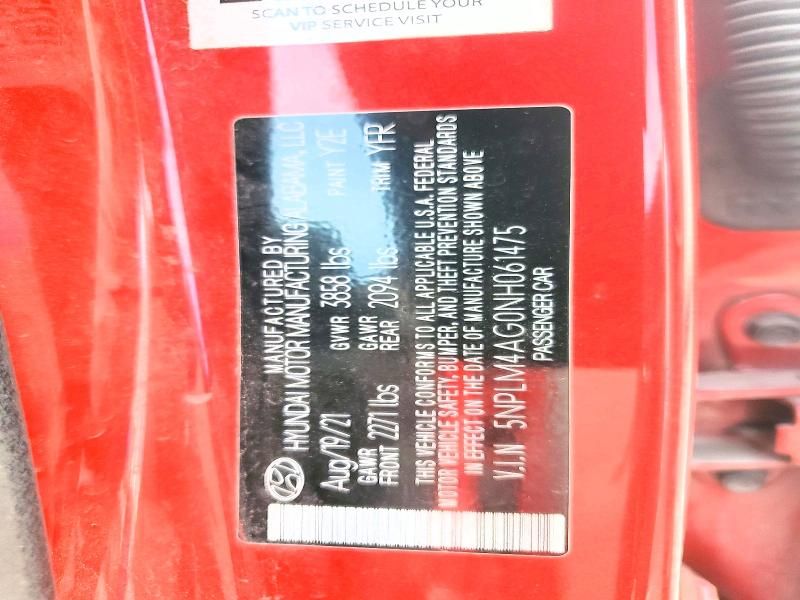 SCAN TO SCHEDULE YOUR
VIP SERVICE VISIT
MANUFACTURED BY
HYUNDAI MOTOR MANUFACTURING ALABAMA, LLC
Aug/19/21 GVWR 3858 lbs PAINT Y2E
GAWR FRONT 2271 lbs GAWR REAR 2094 lbs TRIM YFR
THIS VEHICLE CONFORMS TO ALL APPLICABLE U.S.A. FEDERAL
MOTOR VEHICLE SAFETY, BUMPER, AND THEFT PREVENTION STANDARDS
IN EFFECT ON THE DATE OF MANUFACTURE SHOWN ABOVE
V.I.N 5NPLM4AG0NH061475
PASSENGER CAR